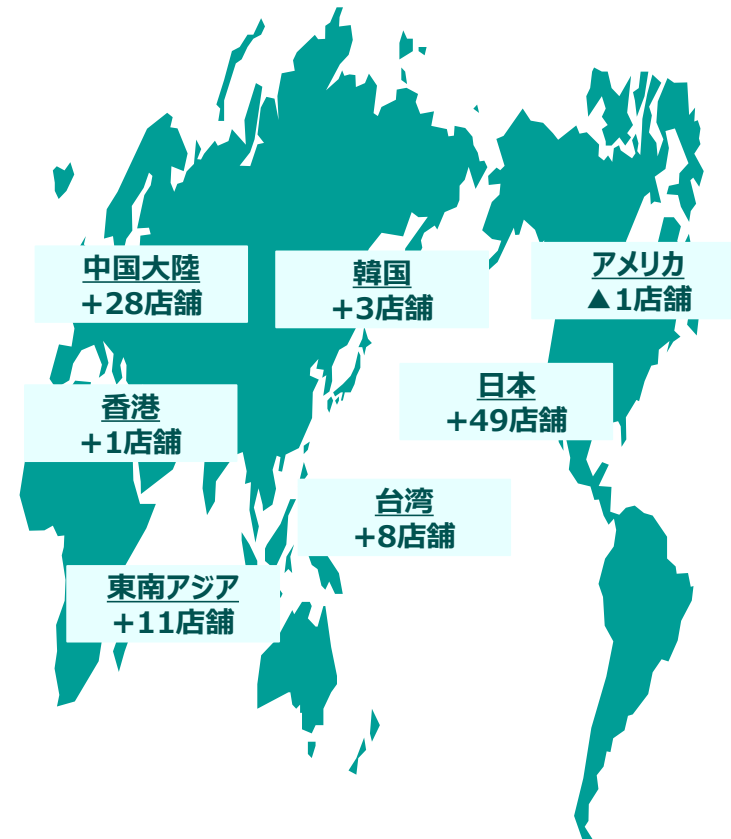 中国大陸
+28店舗
韓国
+3店舗
アメリカ
▲1店舗
香港
+1店舗
日本
+49店舗
台湾
+8店舗
東南アジア
+11店舗